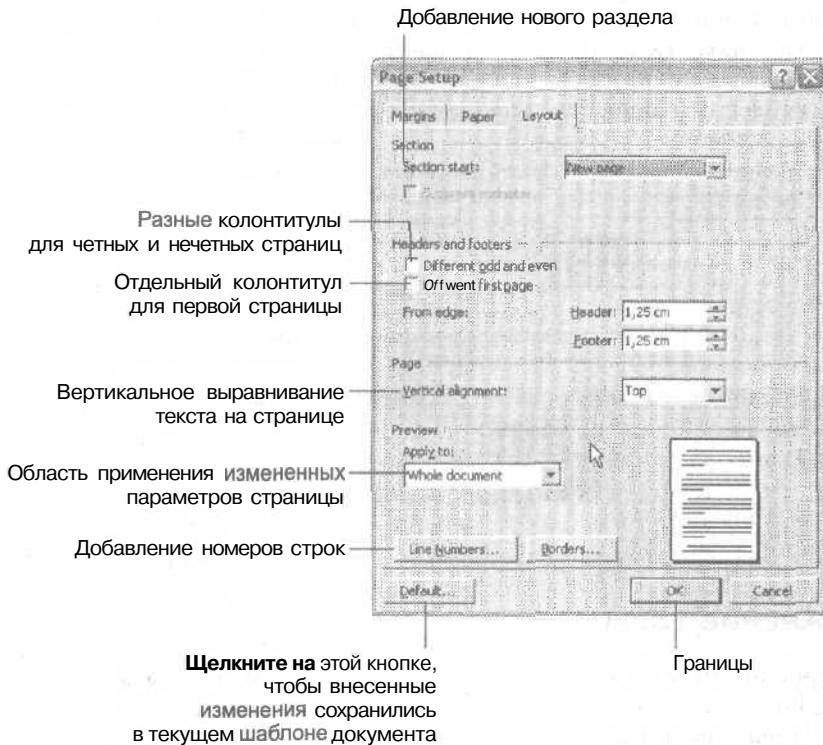 Добавление нового раздела
Page Setup
Margins Paper Layout
Section
Section start: New page
Разные колонтитулы
для четных и нечетных страниц
Headers and footers
Different odd and even
Отдельный колонтитул
для первой страницы
Offwent first page
From edge: Header: 1,25 cm
Footer: 1,25 cm
Page
Вертикальное выравнивание
текста на странице
Vertical alignment: Top
Preview
Область применения измененных
параметров страницы
Apply to:
Whole document
Добавление номеров строк
Line Numbers... Borders...
Default... OK Cancel
Щелкните на этой кнопке,
чтобы внесенные
изменения сохранились
в текущем шаблоне документа
Границы